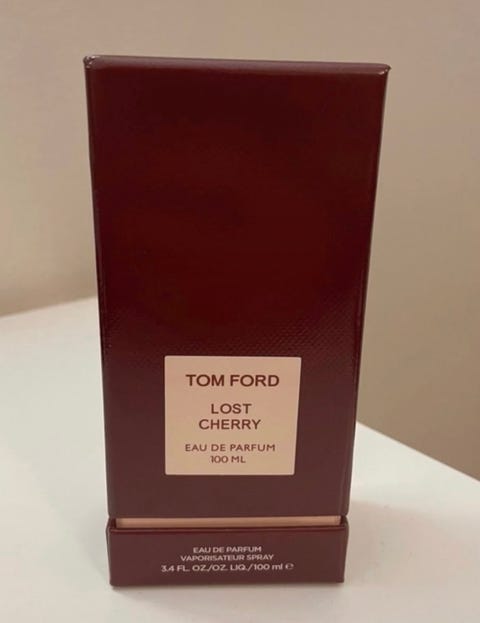 TOM FORD
LOST
CHERRY
EAU DE PARFUM
100 ML
EAU DE PARFUM
VAPORISATEUR SPRAY
3.4 FL. OZ./OZ. LIQ./100 ml ℮